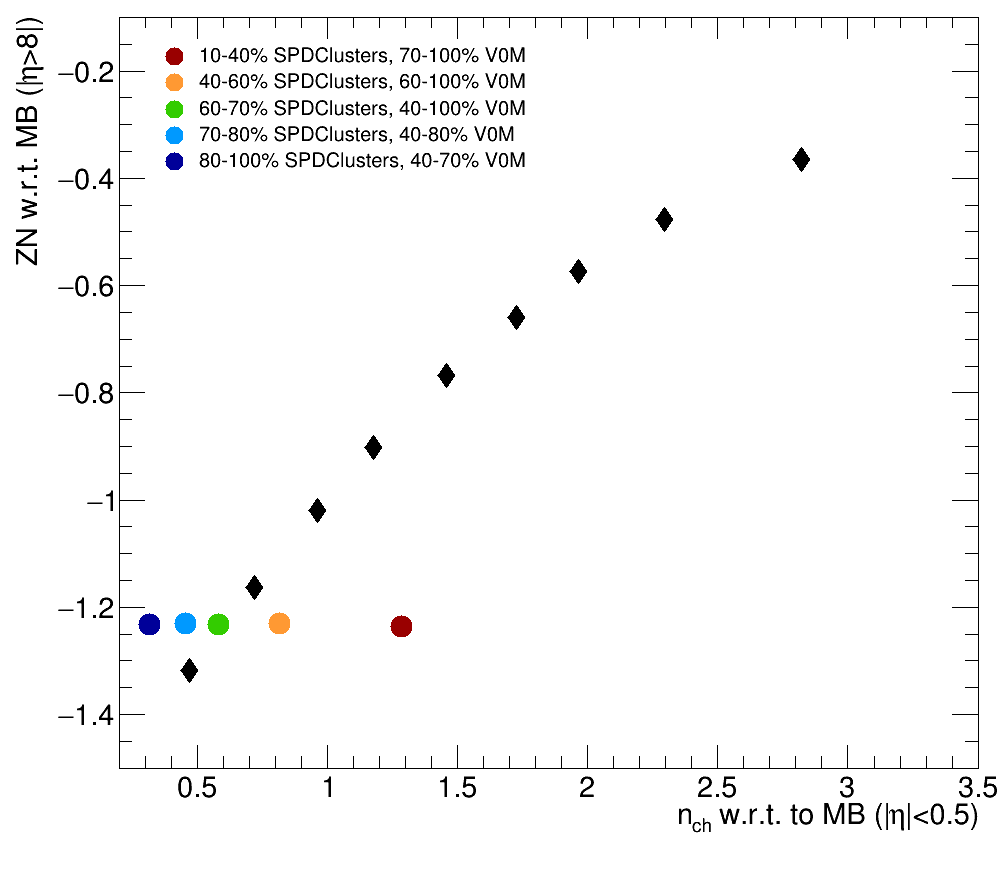 ZN w.r.t. MB (|η|>8|)
10-40% SPDClusters, 70-100% V0M
40-60% SPDClusters, 60-100% V0M
60-70% SPDClusters, 40-100% V0M
70-80% SPDClusters, 40-80% V0M
80-100% SPDClusters, 40-70% V0M
−0.2
−0.4
−0.6
−0.8
−1
−1.2
−1.4
0.5 1 1.5 2 2.5 3 3.5
nch w.r.t. to MB (|η|<0.5)